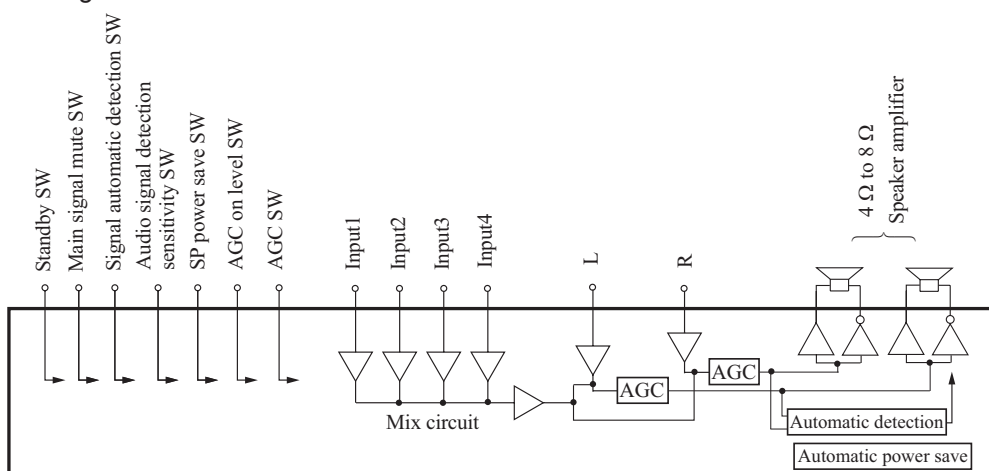 Standby SW
Main signal mute SW
Signal automatic detection SW
Audio signal detection
sensitivity SW
SP power save SW
AGC on level SW
AGC SW
Input1
Input2
Input3
Input4
L
R
4 Ω to 8 Ω
Speaker amplifier
AGC
AGC
Mix circuit
Automatic detection
Automatic power save